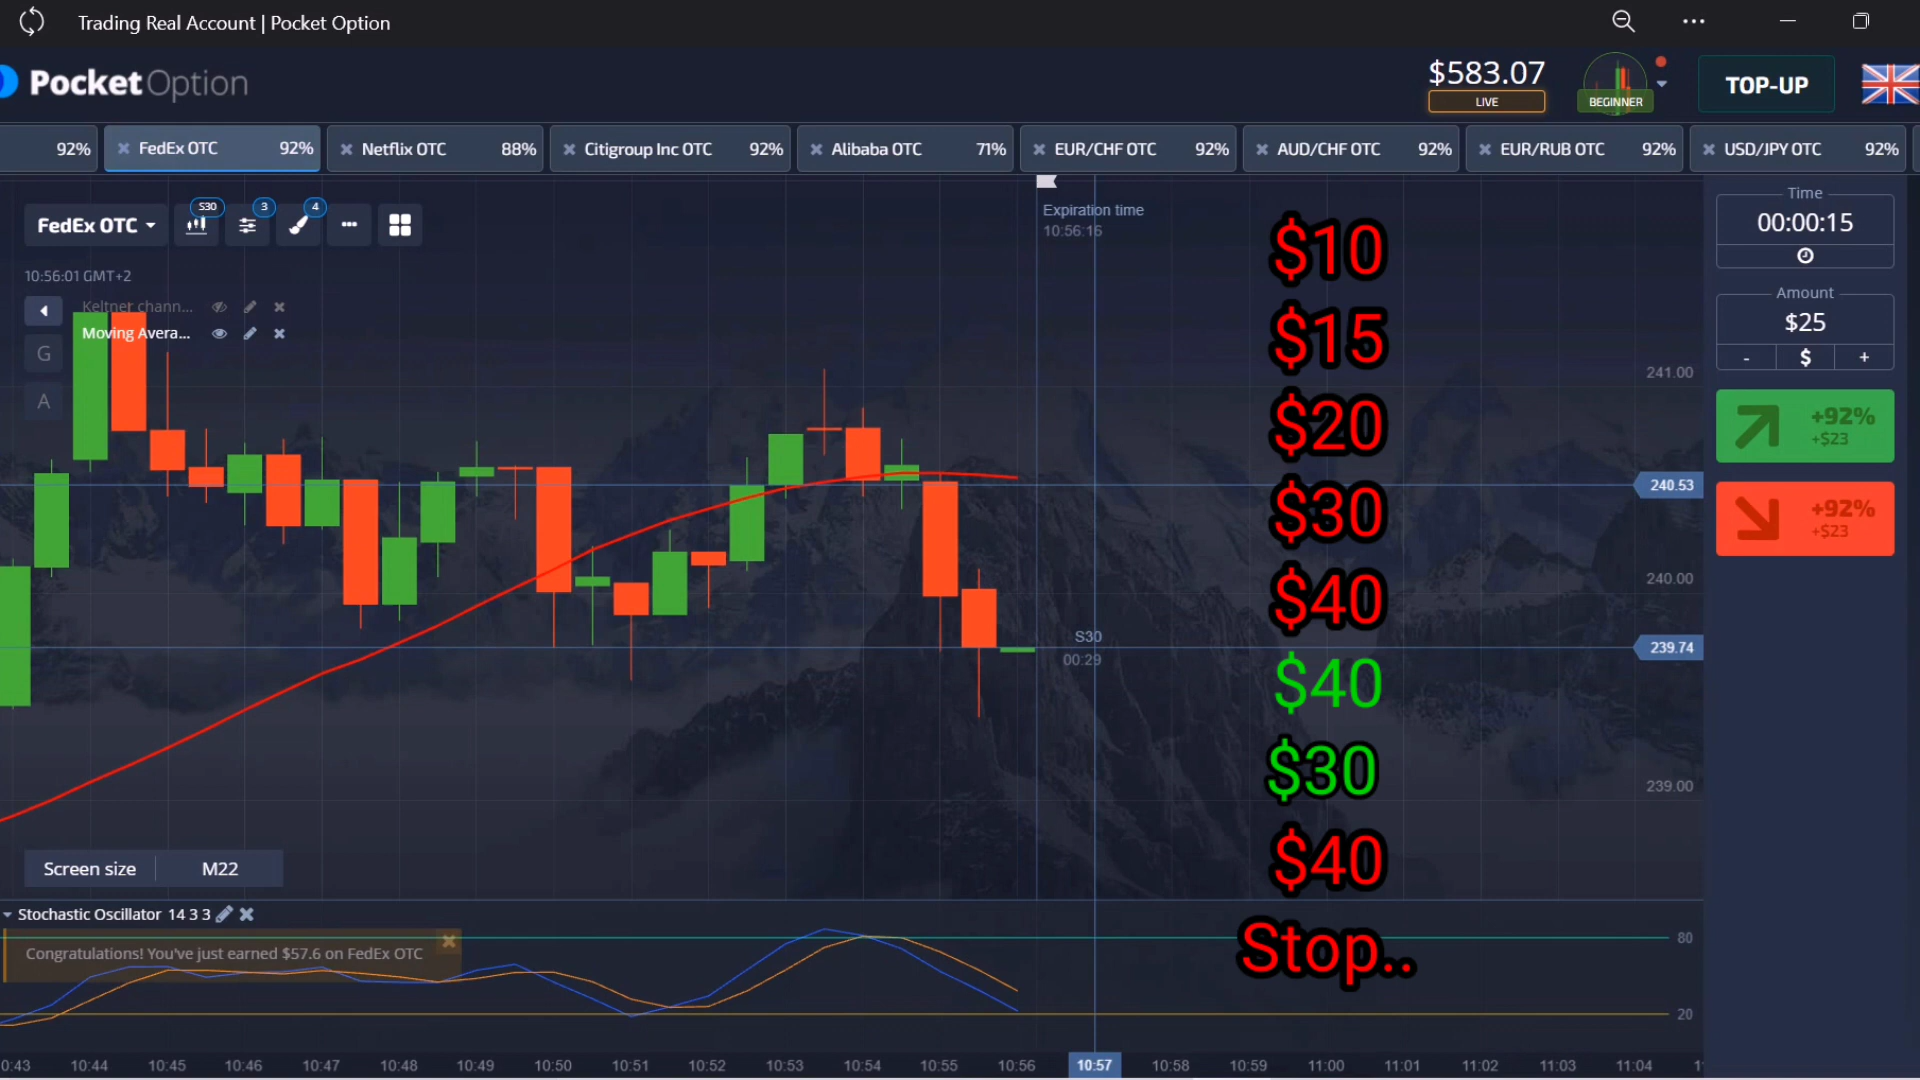 Trading Real Account | Pocket Option
PocketOption
$583.07
LIVE
BEGINNER
TOP-UP
92%
FedEx OTC 92%
Netflix OTC 88%
Citigroup Inc OTC 92%
Alibaba OTC 71%
EUR/CHF OTC 92%
AUD/CHF OTC 92%
EUR/RUB OTC 92%
USD/JPY OTC 92%
FedEx OTC
S30
3
4
10:56:01 GMT+2
Keltner chann...
Moving Avera...
G
A
Expiration time
10:56:16
$10
$15
$20
$30
$40
$40
$30
$40
Stop..
S30
00:29
241.00
240.53
240.00
239.74
239.00
Time
00:00:15
Amount
$25
- $ +
+92%
+$23
+92%
+$23
Screen size M22
Stochastic Oscillator 14 3 3
Congratulations! You've just earned $57.6 on FedEx OTC
80
20
0:43 10:44 10:45 10:46 10:47 10:48 10:49 10:50 10:51 10:52 10:53 10:54 10:55 10:56 10:57 10:58 10:59 11:00 11:01 11:02 11:03 11:04